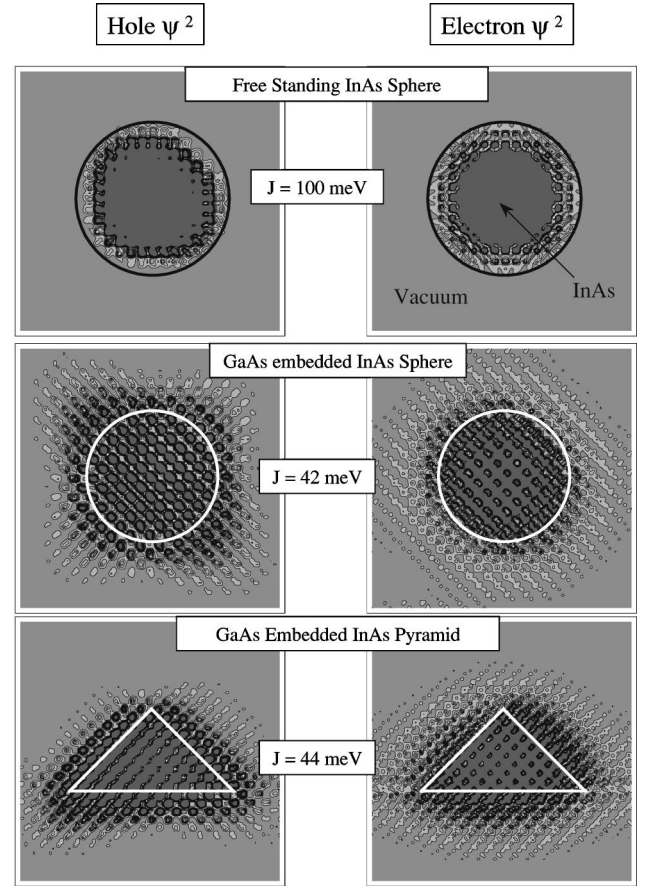 Hole ψ ²
Electron ψ ²
Free Standing InAs Sphere
J = 100 meV
Vacuum
InAs
GaAs embedded InAs Sphere
J = 42 meV
GaAs Embedded InAs Pyramid
J = 44 meV